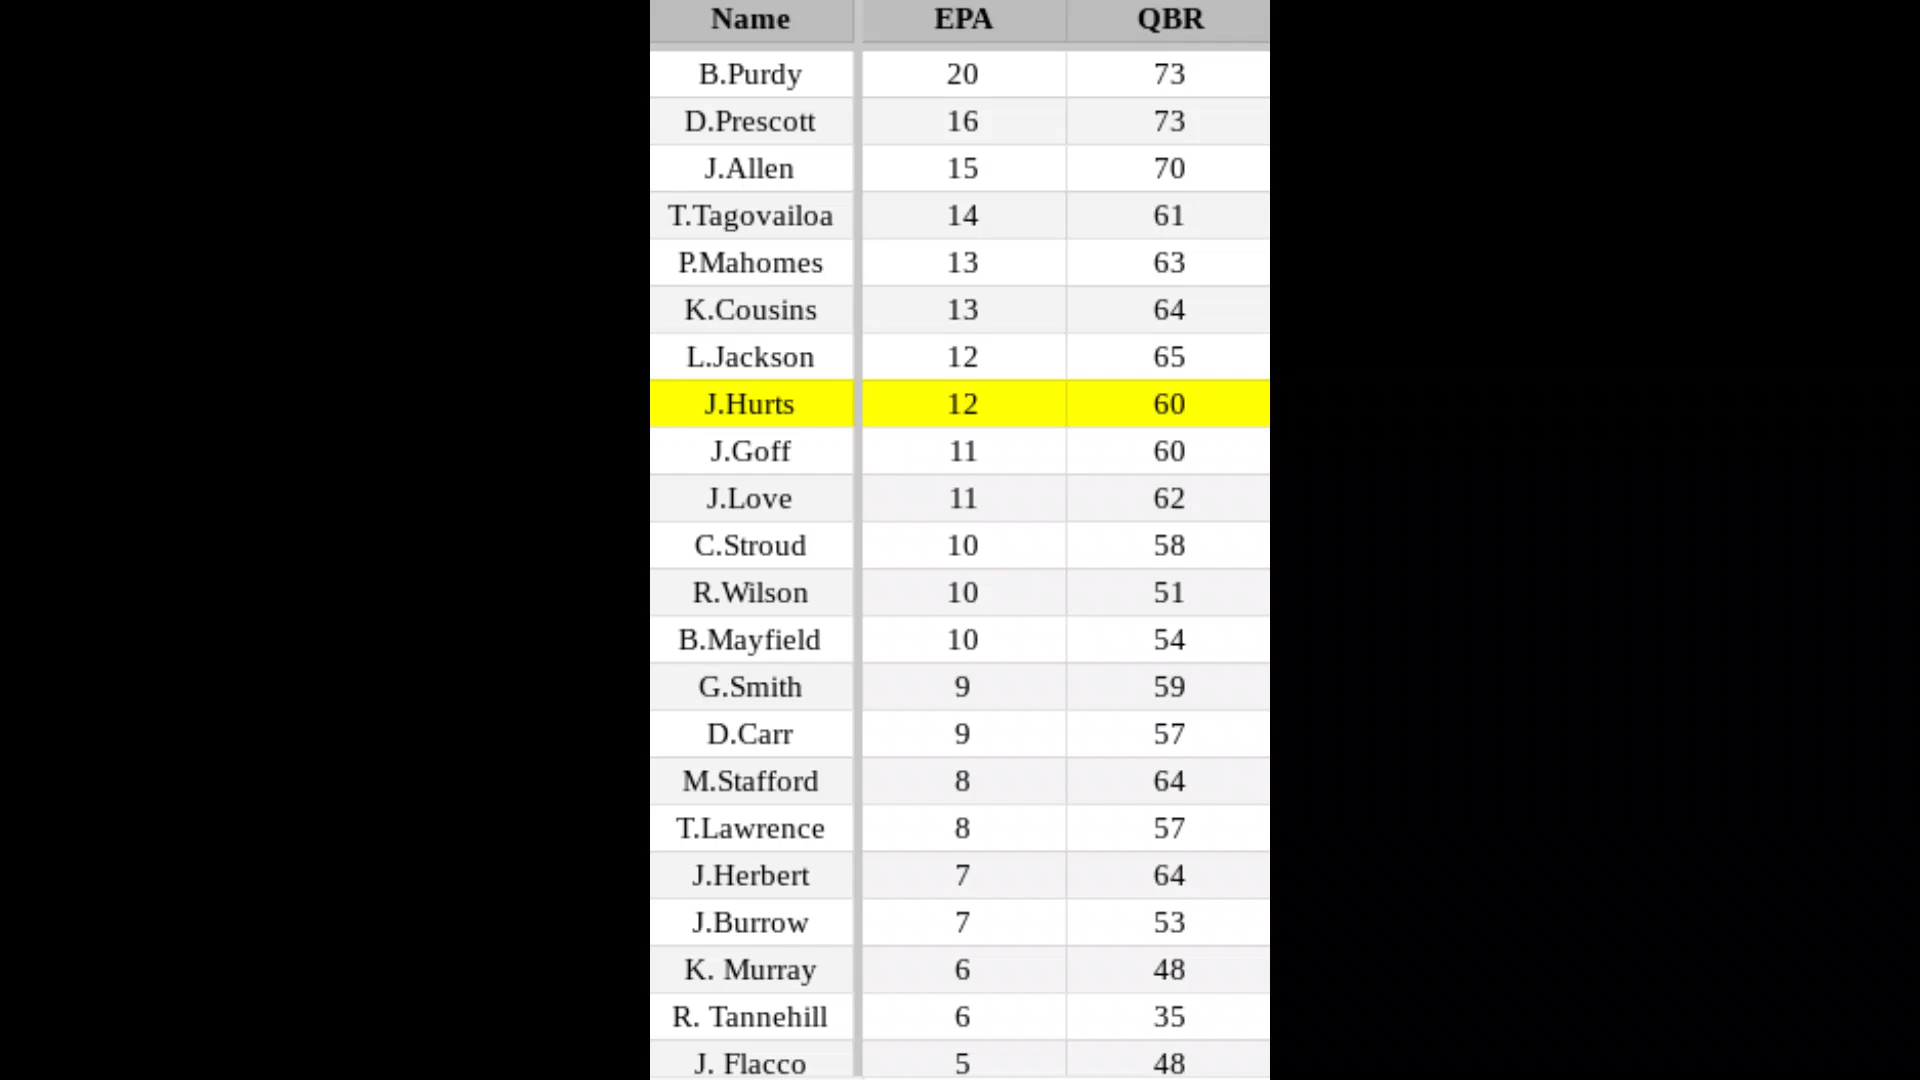 Name EPA QBR
B.Purdy 20 73
D.Prescott 16 73
J.Allen 15 70
T.Tagovailoa 14 61
P.Mahomes 13 63
K.Cousins 13 64
L.Jackson 12 65
J.Hurts 12 60
J.Goff 11 60
J.Love 11 62
C.Stroud 10 58
R.Wilson 10 51
B.Mayfield 10 54
G.Smith 9 59
D.Carr 9 57
M.Stafford 8 64
T.Lawrence 8 57
J.Herbert 7 64
J.Burrow 7 53
K. Murray 6 48
R. Tannehill 6 35
J. Flacco 5 48